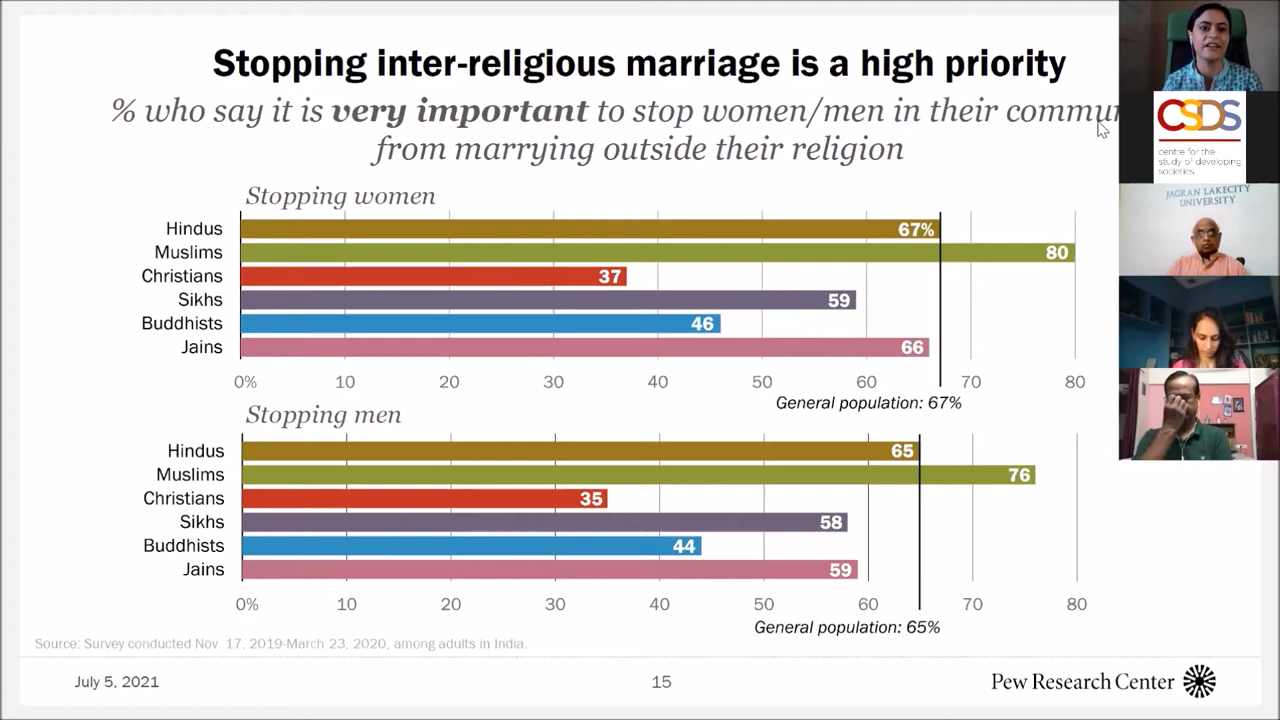 Stopping inter-religious marriage is a high priority
% who say it is very important to stop women/men in their commun
from marrying outside their religion
Stopping women
Hindus 67%
Muslims 80
Christians 37
Sikhs 59
Buddhists 46
Jains 66
0% 10 20 30 40 50 60 70 80
General population: 67%
Stopping men
Hindus 65
Muslims 76
Christians 35
Sikhs 58
Buddhists 44
Jains 59
0% 10 20 30 40 50 60 70 80
General population: 65%
Source: Survey conducted Nov. 17, 2019-March 23, 2020, among adults in India.
July 5, 2021
15
Pew Research Center
CSDS
centre for the
study of developing
societies
JAGRAN LAKECITY
UNIVERSITY